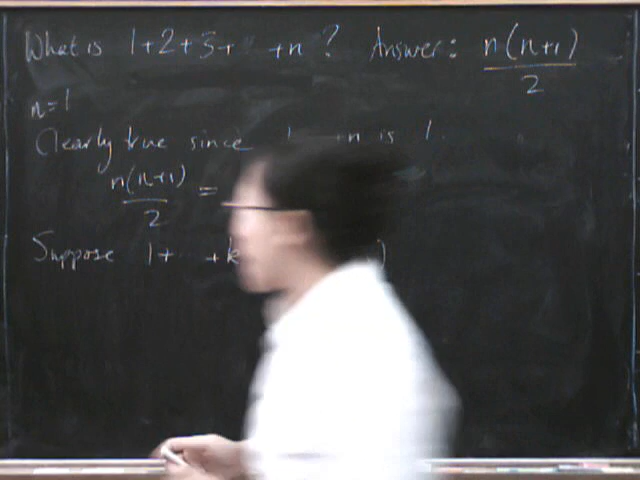 What is 1+2+3+ +n ? Answer: n(n+1)/2
n=1
Clearly true since 1 +n is 1.
n(n+1)/2 =
Suppose 1+ ..+k )